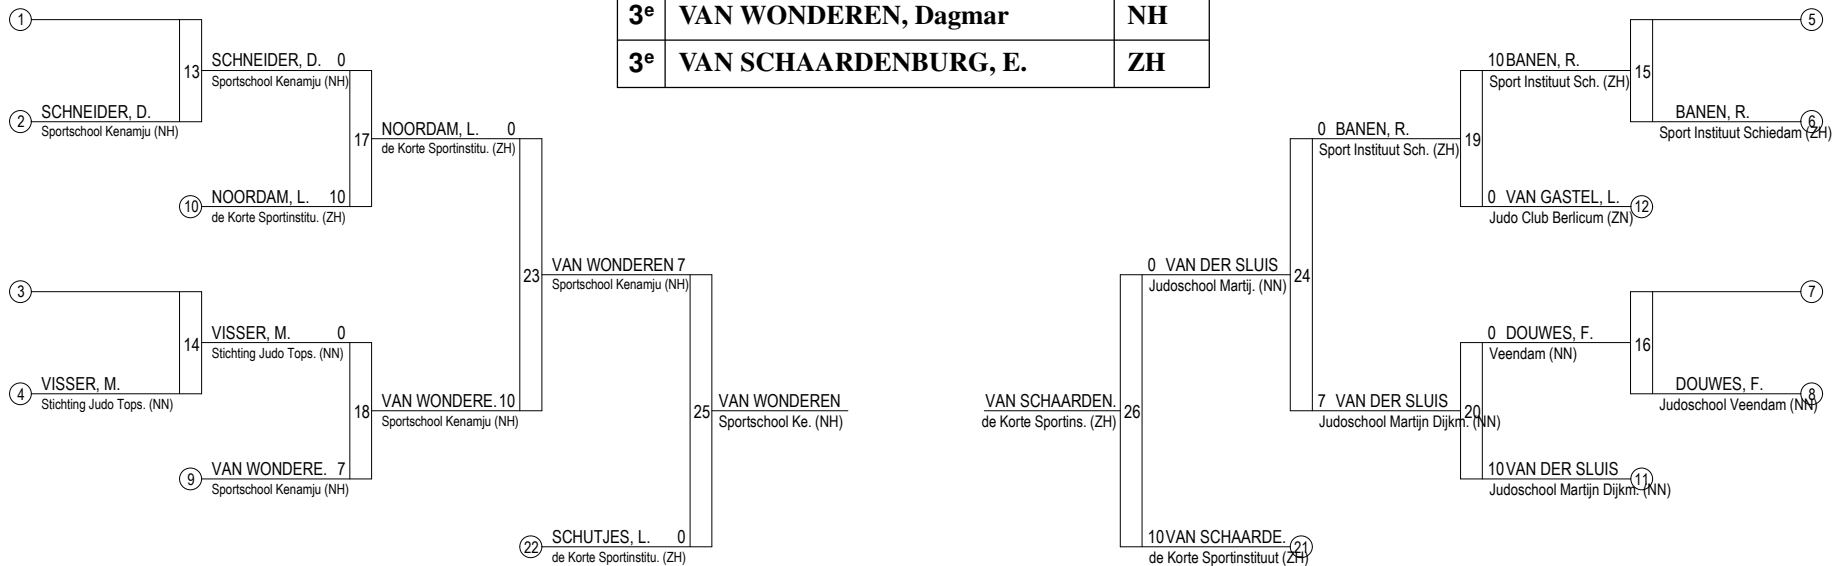 3e VAN WONDEREN, Dagmar NH
3e VAN SCHAARDENBURG, E. ZH
1
13
SCHNEIDER, D. 0
Sportschool Kenamju (NH)
2
SCHNEIDER, D.
Sportschool Kenamju (NH)
17
NOORDAM, L. 0
de Korte Sportinstitu. (ZH)
10
NOORDAM, L. 10
de Korte Sportinstitu. (ZH)
23
VAN WONDEREN 7
Sportschool Kenamju (NH)
3
14
VISSER, M. 0
Stichting Judo Tops. (NN)
4
VISSER, M.
Stichting Judo Tops. (NN)
18
VAN WONDERE. 10
Sportschool Kenamju (NH)
9
VAN WONDERE. 7
Sportschool Kenamju (NH)
25
VAN WONDEREN
Sportschool Ke. (NH)
22
SCHUTJES, L. 0
de Korte Sportinstitu. (ZH)
5
10 BANEN, R.
Sport Instituut Sch. (ZH)
15
BANEN, R.
Sport Instituut Schiedam (ZH)
6
0 BANEN, R.
Sport Instituut Sch. (ZH)
19
0 VAN GASTEL, L.
Judo Club Berlicum (ZN)
12
0 VAN DER SLUIS
Judoschool Martij. (NN)
24
7
0 DOUWES, F.
Veendam (NN)
16
DOUWES, F.
Judoschool Veendam (NN)
8
VAN SCHAARDEN.
de Korte Sportins. (ZH)
26
7 VAN DER SLUIS
Judoschool Martijn Dijkm. (NN)
20
10 VAN DER SLUIS
Judoschool Martijn Dijkm. (NN)
11
10 VAN SCHAARDE.
de Korte Sportinstituut (ZH)
21